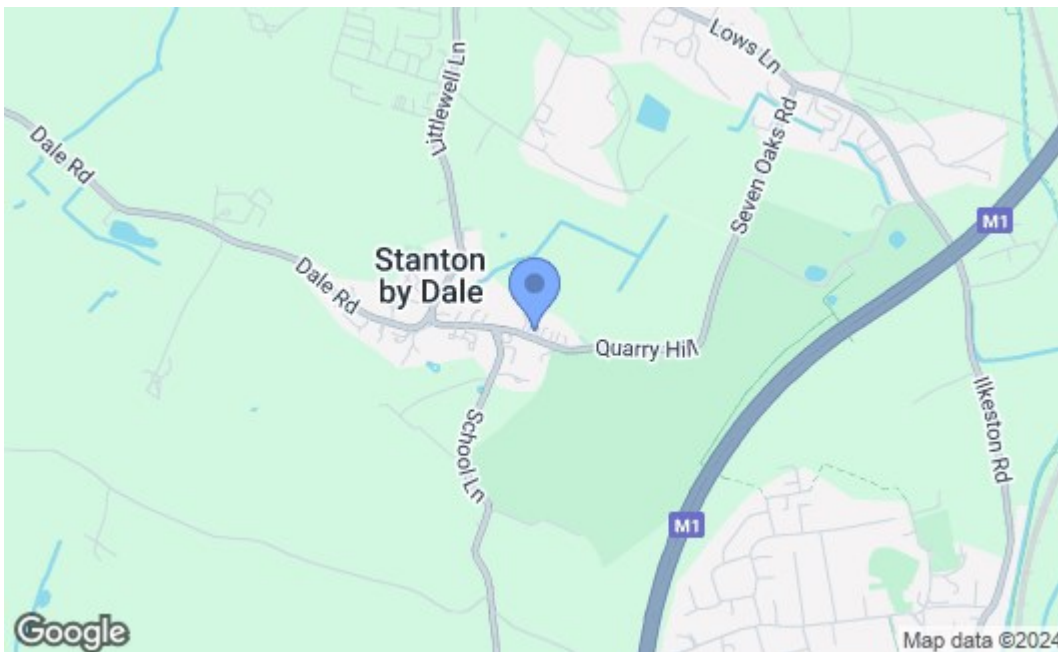 Lows Ln
Littlewell Ln
Dale Rd
Seven Oaks Rd
M1
Stanton
by Dale
Dale Rd
Quarry Hill
Ilkeston Rd
School Ln
M1
Google
Map data ©2024